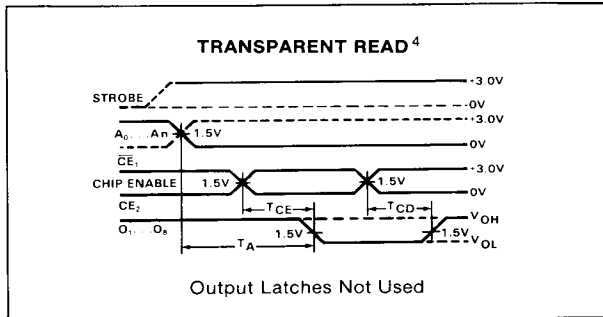 TRANSPARENT READ 4
+3.0V
STROBE
0V
+3.0V
A0...An
1.5V
0V
CE1
+3.0V
CHIP ENABLE
1.5V
1.5V
0V
CE2
TCE
TCD
O1...O8
VOH
1.5V
1.5V
TA
VOL
Output Latches Not Used